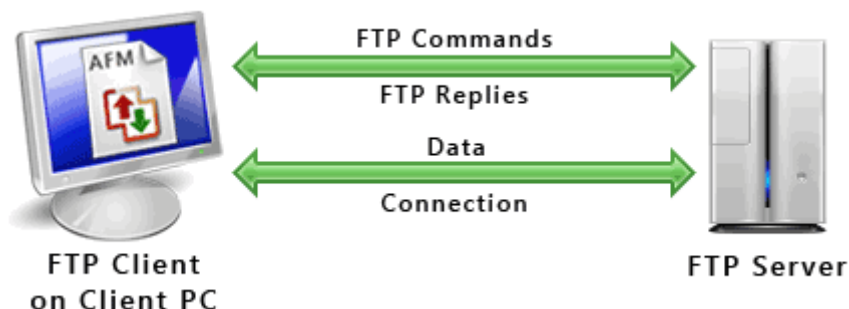 AFM
FTP Commands
FTP Replies
Data
Connection
FTP Client
on Client PC
FTP Server